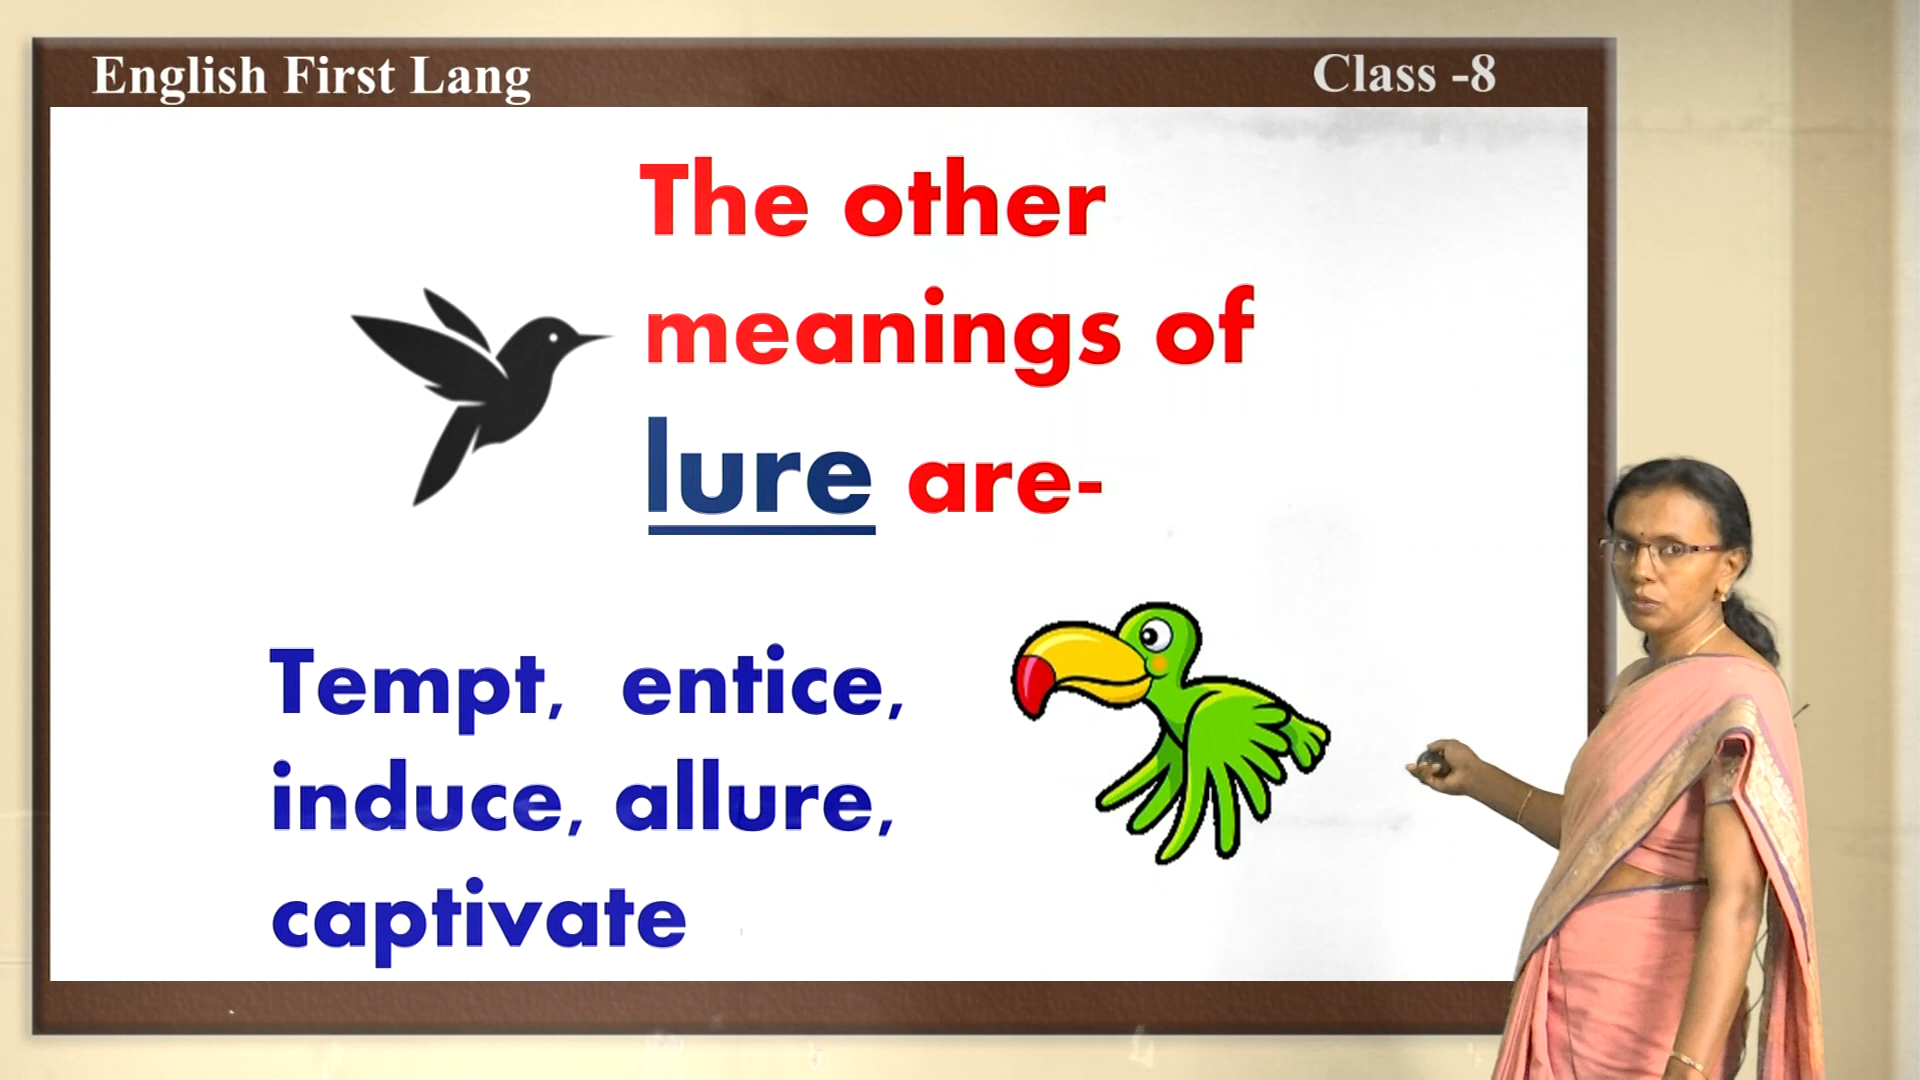 English First Lang
Class -8
The other
meanings of
lure are-
Tempt, entice,
induce, allure,
captivate